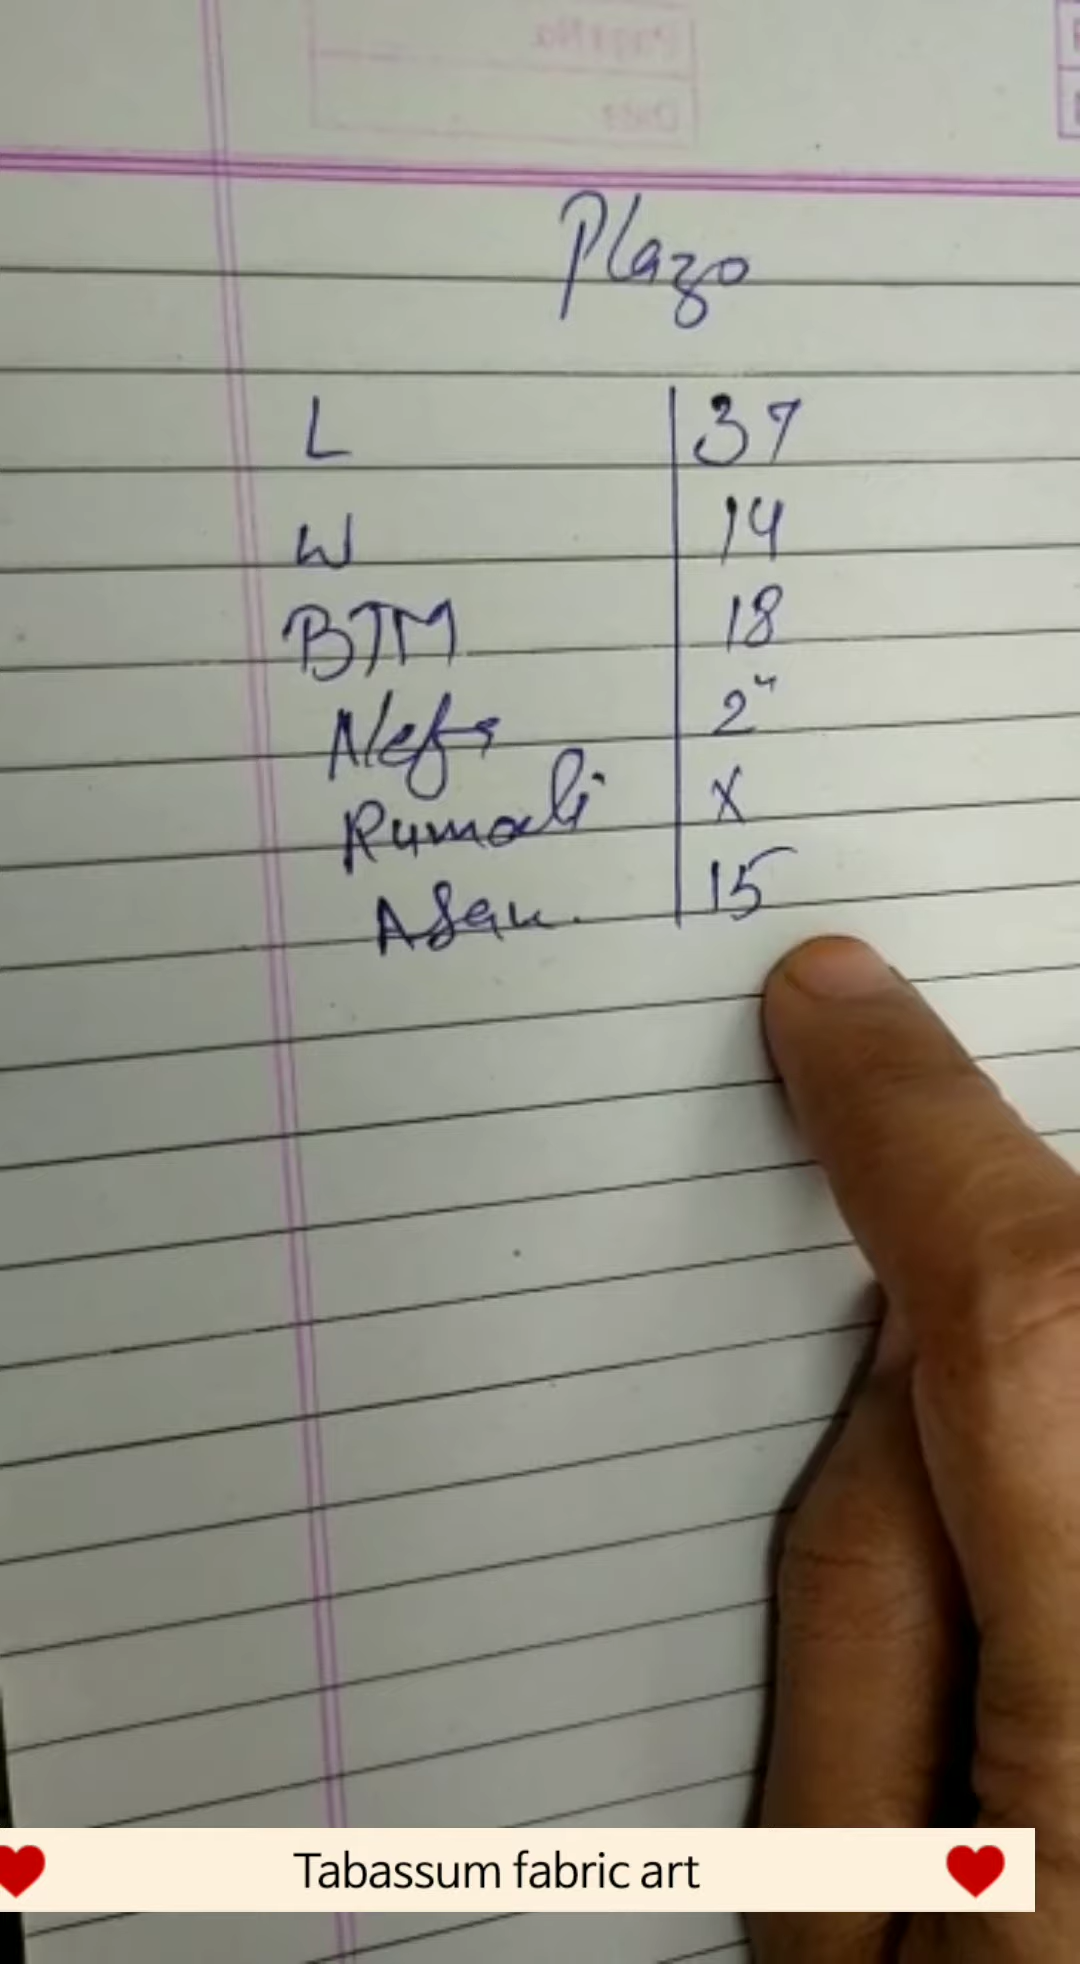 Plazo
L 37
W 14
BTM 18
Nefa 2"
Rumali X
Asan. 15
Tabassum fabric art